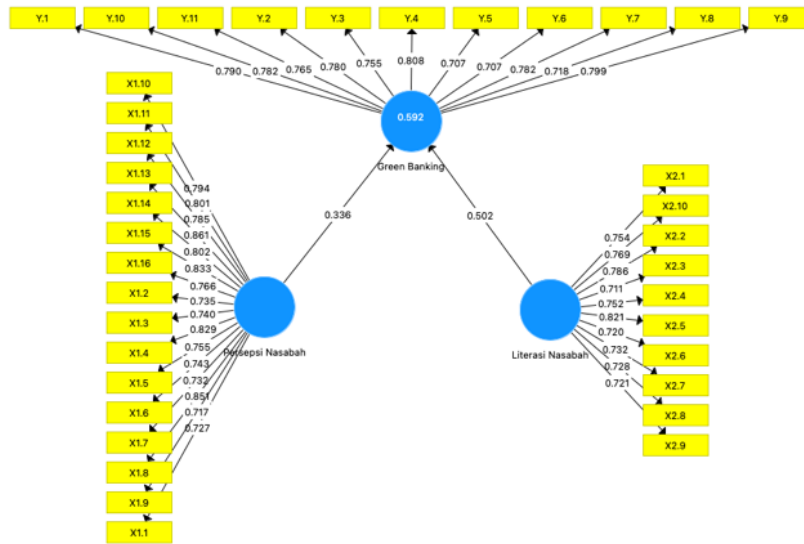 Y.1 Y.10 Y.11 Y.2 Y.3 Y.4 Y.5 Y.6 Y.7 Y.8 Y.9
0.790 0.782 0.765 0.780 0.755 0.808 0.707 0.707 0.782 0.718 0.799
0.592
Green Banking
0.336
0.502
X1.10
X1.11
X1.12
X1.13
X1.14
X1.15
X1.16
X1.2
X1.3
X1.4
X1.5
X1.6
X1.7
X1.8
X1.9
X1.1
0.794
0.801
0.785
0.861
0.802
0.833
0.766
0.735
0.740
0.829
0.755
0.743
0.732
0.851
0.717
0.727
Persepsi Nasabah
Literasi Nasabah
0.754
0.769
0.786
0.711
0.752
0.821
0.720
0.732
0.728
0.721
X2.1
X2.10
X2.2
X2.3
X2.4
X2.5
X2.6
X2.7
X2.8
X2.9